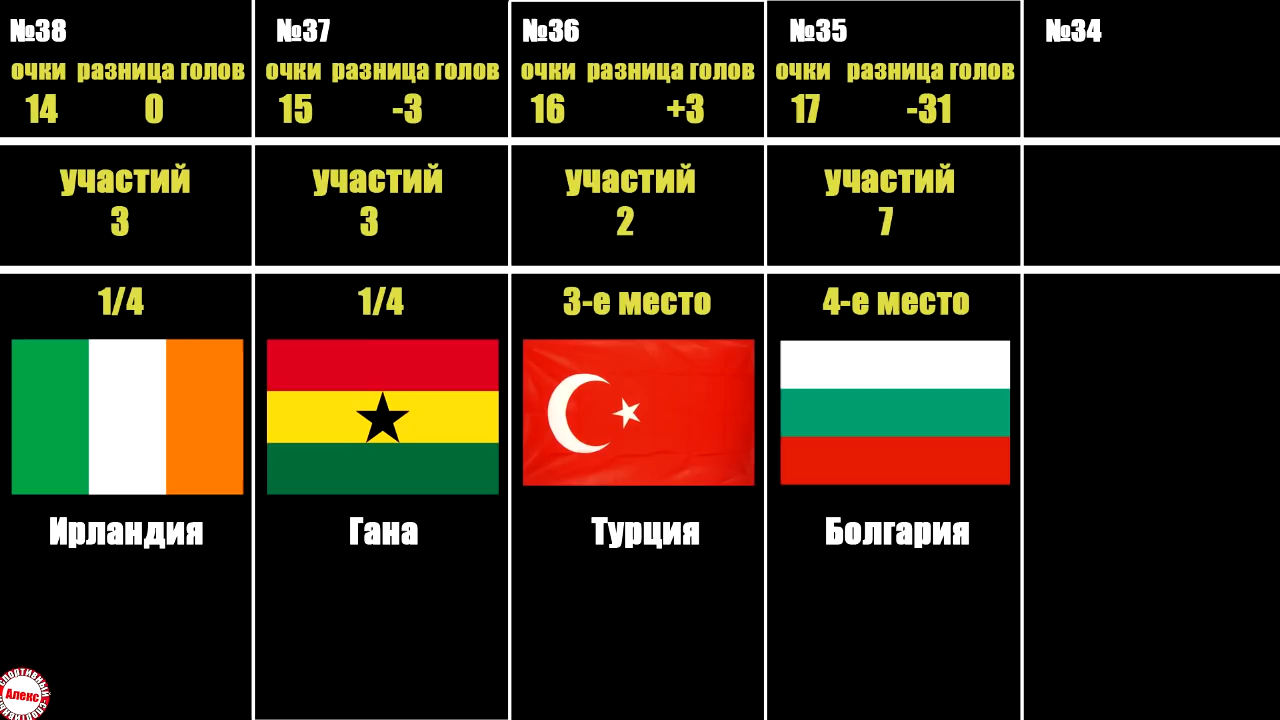 №38
очки разница голов
14 0
участий
3
1/4
Ирландия
№37
очки разница голов
15 -3
участий
3
1/4
Гана
№36
очки разница голов
16 +3
участий
2
3-е место
Турция
№35
очки разница голов
17 -31
участий
7
4-е место
Болгария
№34
спортивный
Алекс